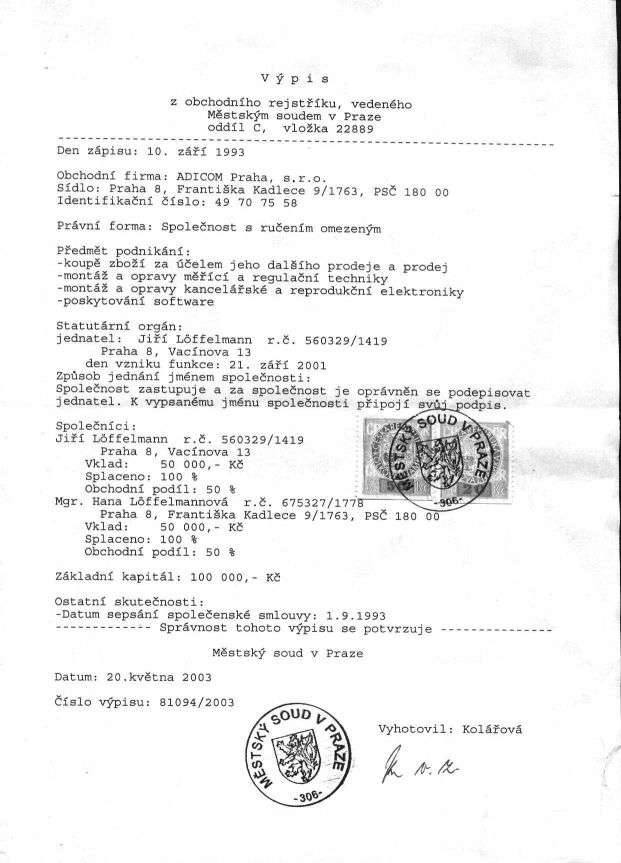 V ý p i s
z obchodního rejstříku, vedeného
Městským soudem v Praze
oddíl C, vložka 22889
Den zápisu: 10. září 1993
Obchodní firma: ADICOM Praha, s.r.o.
Sídlo: Praha 8, Františka Kadlece 9/1763, PSČ 180 00
Identifikační číslo: 49 70 75 58
Právní forma: Společnost s ručením omezeným
Předmět podnikání:
-koupě zboží za účelem jeho dalšího prodeje a prodej
-montáž a opravy měřící a regulační techniky
-montáž a opravy kancelářské a reprodukční elektroniky
-poskytování software
Statutární orgán:
jednatel: Jiří Löffelmann r.č. 560329/1419
Praha 8, Vacínova 13
den vzniku funkce: 21. září 2001
Způsob jednání jménem společnosti:
Společnost zastupuje a za společnost je oprávněn se podepisovat
jednatel. K vypsanému jménu společnosti připojí svůj podpis.
Společníci:
Jiří Löffelmann r.č. 560329/1419
Praha 8, Vacínova 13
Vklad: 50 000,- Kč
Splaceno: 100 %
Obchodní podíl: 50 %
MĚSTSKÝ SOUD V PRAZE
-306-
Mgr. Hana Löffelmannová r.č. 675327/1778
Praha 8, Františka Kadlece 9/1763, PSČ 180 00
Vklad: 50 000,- Kč
Splaceno: 100 %
Obchodní podíl: 50 %
Základní kapitál: 100 000,- Kč
Ostatní skutečnosti:
-Datum sepsání společenské smlouvy: 1.9.1993
------------- Správnost tohoto výpisu se potvrzuje ---------------
Městský soud v Praze
Datum: 20.května 2003
Číslo výpisu: 81094/2003
MĚSTSKÝ SOUD V PRAZE
-306-
Vyhotovil: Kolářová